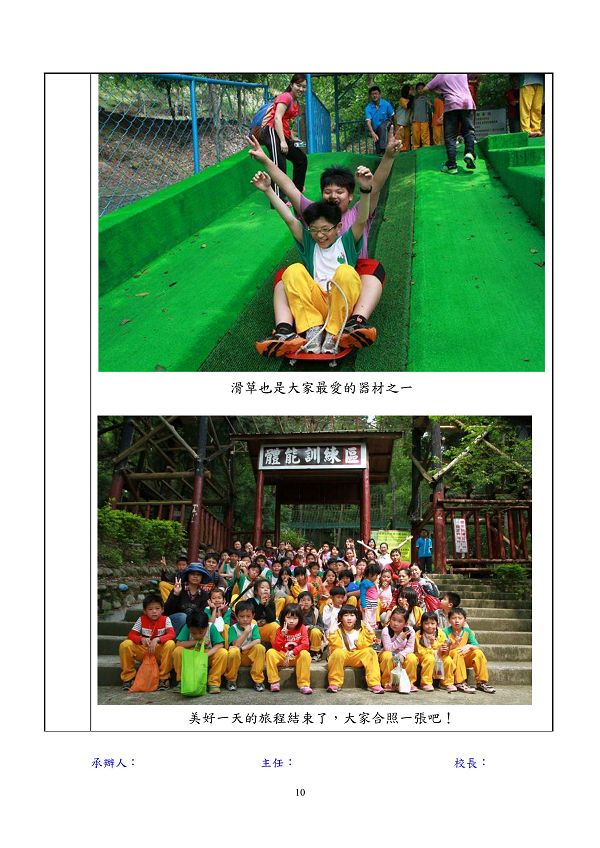 滑草也是大家最愛的器材之一
體能訓練區
美好一天的旅程結束了，大家合照一張吧！
承辦人： 主任： 校長：
10